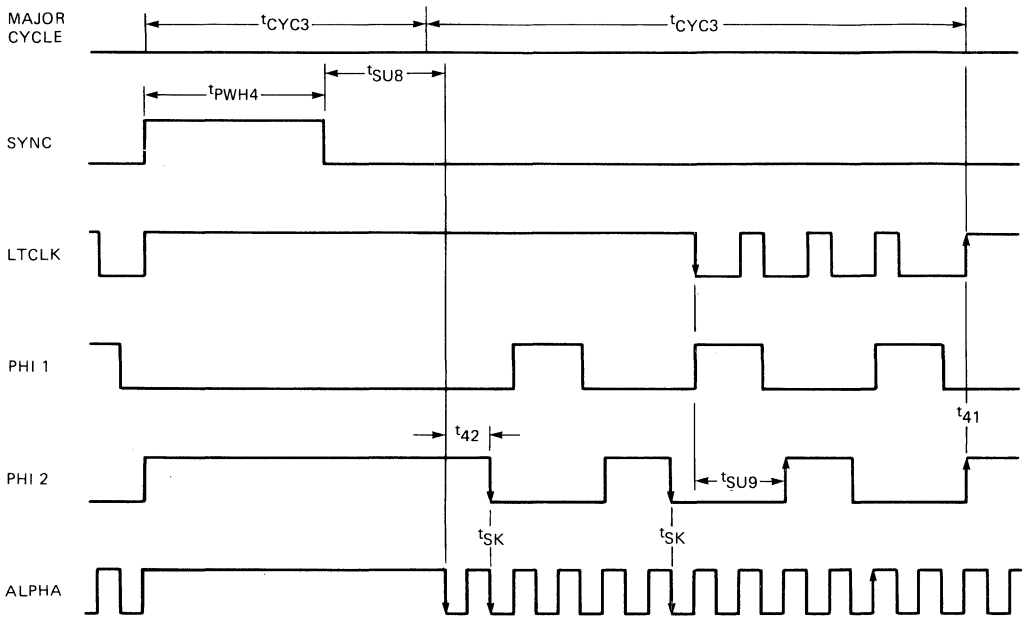 MAJOR
CYCLE
tCYC3
tCYC3
tSU8
tPWH4
SYNC
LTCLK
PHI 1
t41
t42
PHI 2
tSU9
tSK
tSK
ALPHA